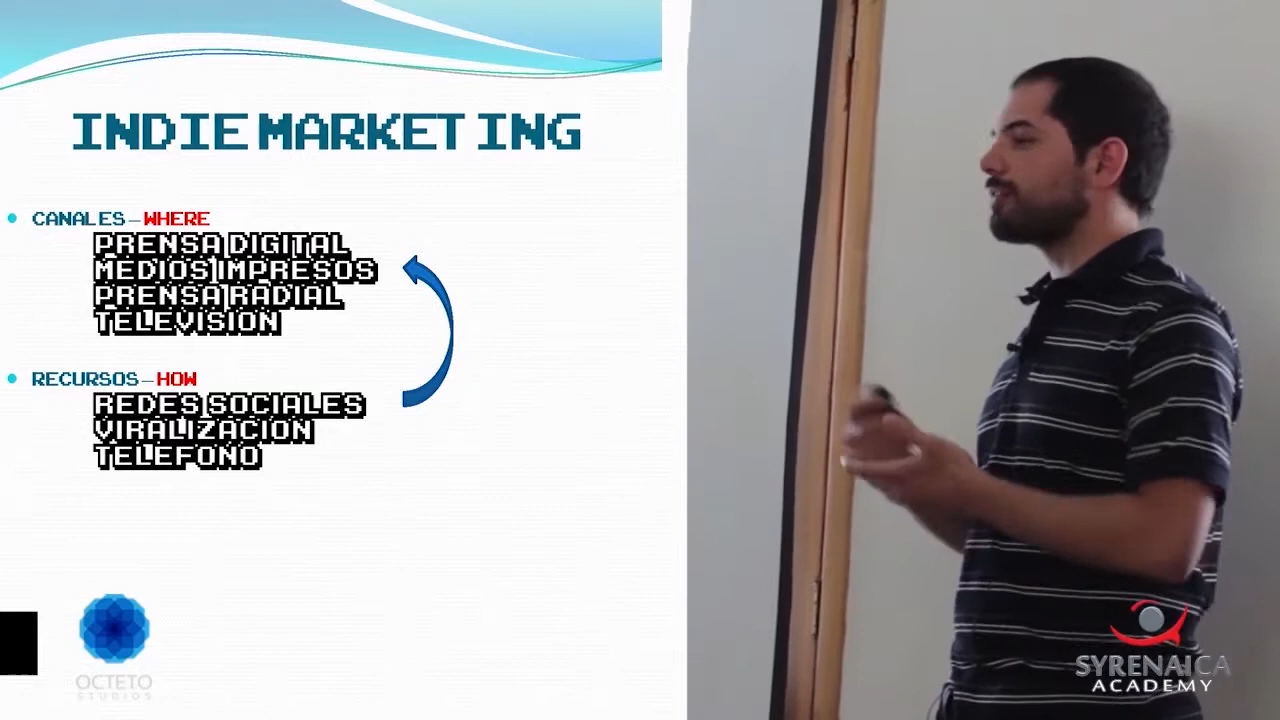 INDIE MARKETING
CANALES – WHERE
PRENSA DIGITAL
MEDIOS IMPRESOS
PRENSA RADIAL
TELEVISION
RECURSOS – HOW
REDES SOCIALES
VIRALIZACION
TELEFONO
OCTETO
STUDIOS
SYRENAICA
ACADEMY